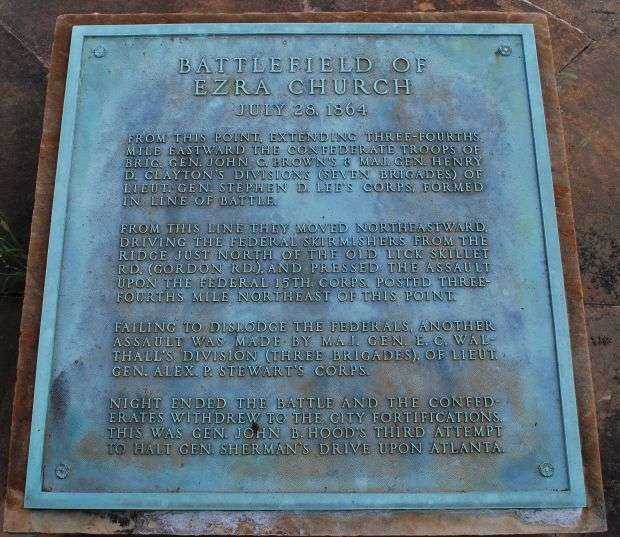 BATTLEFIELD OF
EZRA CHURCH
JULY 28, 1864
FROM THIS POINT, EXTENDING THREE-FOURTHS
MILE EASTWARD THE CONFEDERATE TROOPS OF
BRIG. GEN. JOHN C. BROWN'S & MAJ. GEN. HENRY
D. CLAYTON'S DIVISIONS (SEVEN BRIGADES) OF
LIEUT. GEN. STEPHEN D. LEE'S CORPS, FORMED
IN LINE OF BATTLE.
FROM THIS LINE THEY MOVED NORTHEASTWARD,
DRIVING THE FEDERAL SKIRMISHERS FROM THE
RIDGE JUST NORTH OF THE OLD LICK SKILLET
RD. (GORDON RD.), AND PRESSED THE ASSAULT
UPON THE FEDERAL 15TH. CORPS, POSTED THREE-
FOURTHS MILE NORTHEAST OF THIS POINT.
FAILING TO DISLODGE THE FEDERALS, ANOTHER
ASSAULT WAS MADE BY MAJ. GEN. E. C. WAL-
THALL'S DIVISION (THREE BRIGADES), OF LIEUT.
GEN. ALEX. P. STEWART'S CORPS.
NIGHT ENDED THE BATTLE AND THE CONFED-
ERATES WITHDREW TO THE CITY FORTIFICATIONS.
THIS WAS GEN. JOHN B. HOOD'S THIRD ATTEMPT
TO HALT GEN. SHERMAN'S DRIVE UPON ATLANTA.